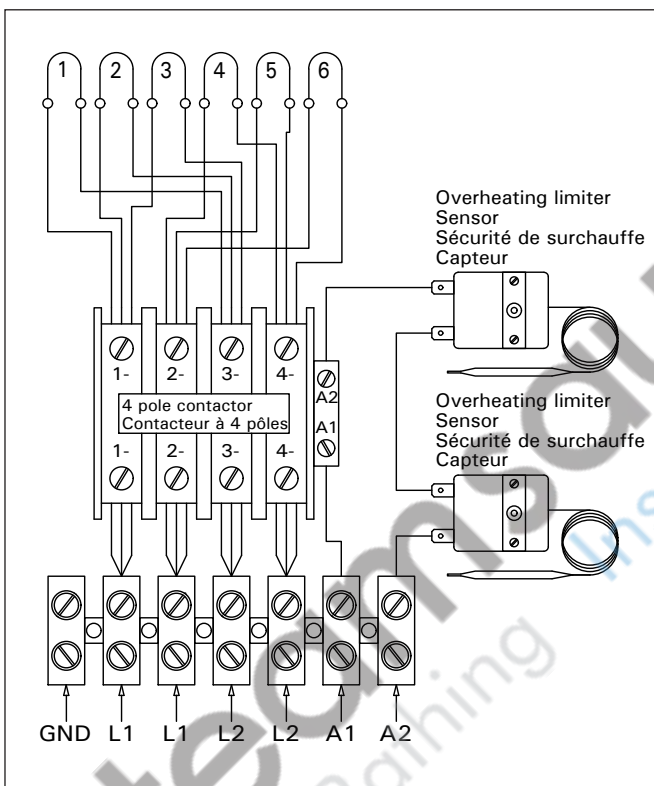 1 2 3 4 5 6
Overheating limiter
Sensor
Sécurité de surchauffe
Capteur
1- 2- 3- 4-
A2
4 pole contactor
Contacteur à 4 pôles
A1
1- 2- 3- 4-
Overheating limiter
Sensor
Sécurité de surchauffe
Capteur
GND L1 L1 L2 L2 A1 A2